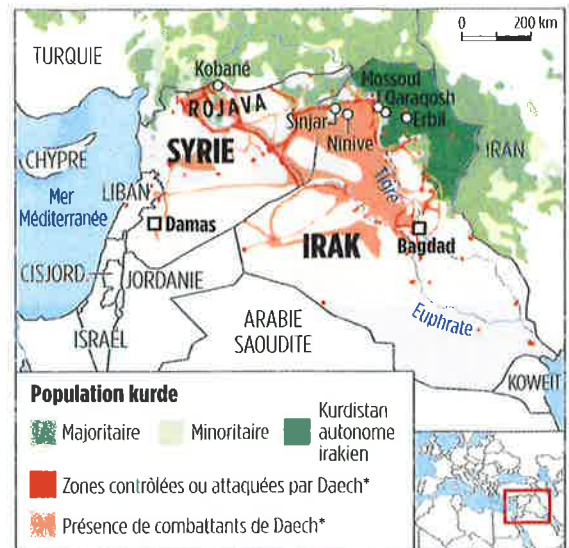 0 200 km
TURQUIE
Kobané
Mossoul
ROJAVA
Qaraqosh
Sinjar
Erbil
Ninive
CHYPRE
SYRIE
IRAN
Mer
Méditerranée
LIBAN
Tigre
Damas
IRAK
Bagdad
CISJORD.
JORDANIE
ISRAËL
ARABIE
SAOUDITE
Euphrate
KOWEIT
Population kurde
Majoritaire
Minoritaire
Kurdistan
autonome
irakien
Zones contrôlées ou attaquées par Daech*
Présence de combattants de Daech*